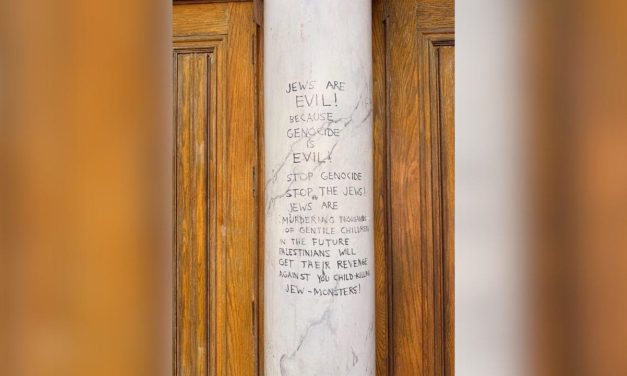 JEWS ARE
EVIL!
BECAUSE
GENOCIDE
IS
EVIL!
STOP GENOCIDE
STOP THE JEWS!
JEWS ARE
MURDERING THOUSANDS
OF GENTILE CHILDREN
IN THE FUTURE
PALESTINIANS WILL
GET THEIR REVENGE
AGAINST YOU CHILD-KILLING
JEW-MONSTERS!